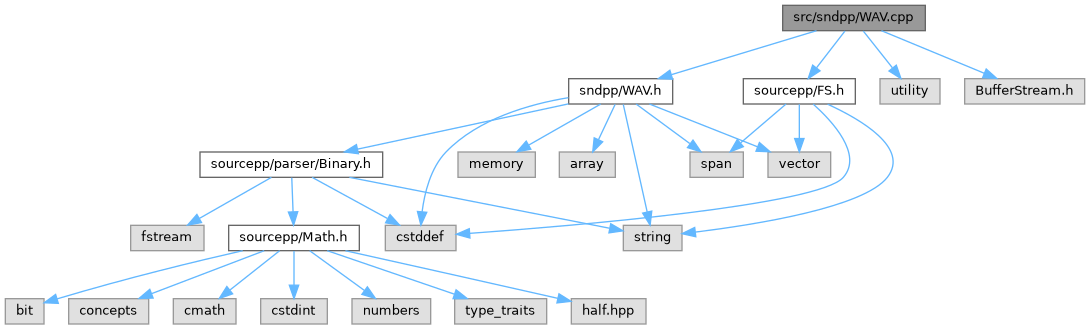 src/sndpp/WAV.cpp
sndpp/WAV.h
sourcepp/FS.h
utility
BufferStream.h
sourcepp/parser/Binary.h
memory
array
span
vector
fstream
sourcepp/Math.h
cstddef
string
bit
concepts
cmath
cstdint
numbers
type_traits
half.hpp